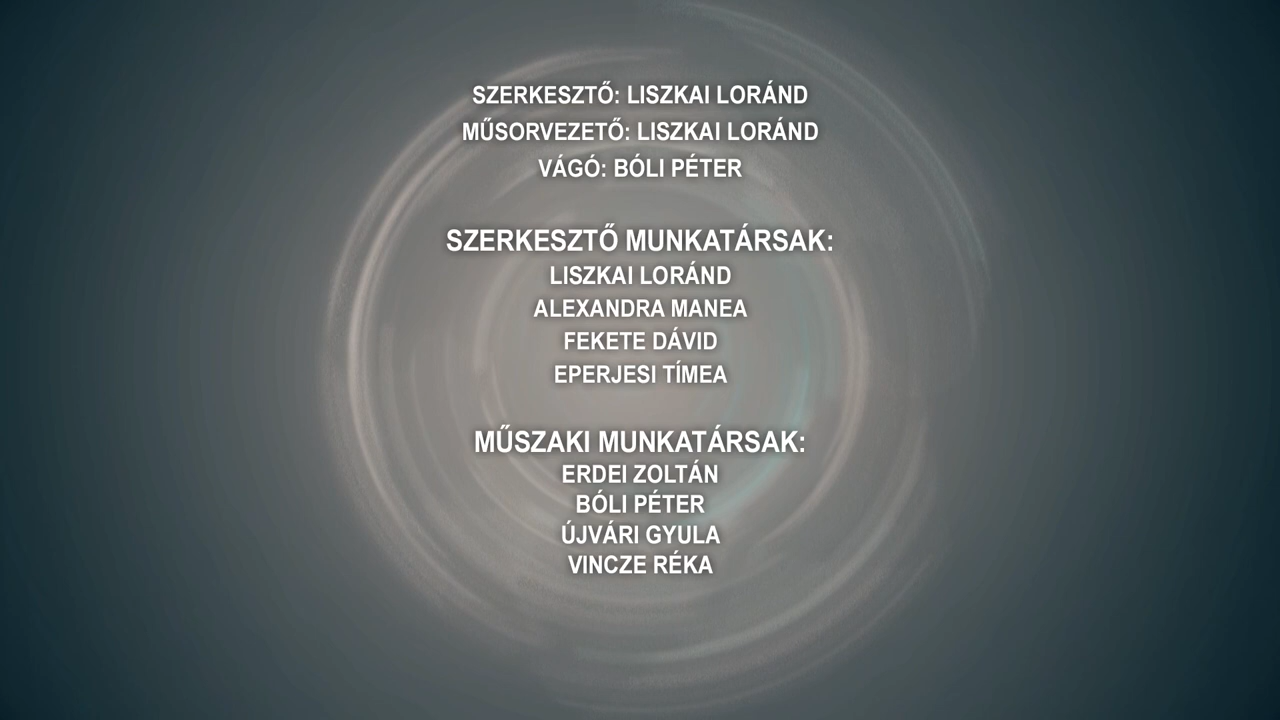 SZERKESZTŐ: LISZKAI LORÁND
MŰSORVEZETŐ: LISZKAI LORÁND
VÁGÓ: BÓLI PÉTER
SZERKESZTŐ MUNKATÁRSAK:
LISZKAI LORÁND
ALEXANDRA MANEA
FEKETE DÁVID
EPERJESI TÍMEA
MŰSZAKI MUNKATÁRSAK:
ERDEI ZOLTÁN
BÓLI PÉTER
ÚJVÁRI GYULA
VINCZE RÉKA